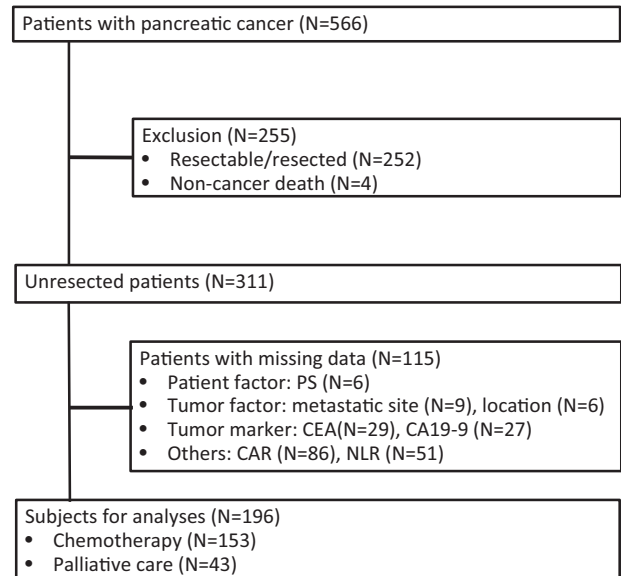 Patients with pancreatic cancer (N=566)
Exclusion (N=255)
• Resectable/resected (N=252)
• Non-cancer death (N=4)
Unresected patients (N=311)
Patients with missing data (N=115)
• Patient factor: PS (N=6)
• Tumor factor: metastatic site (N=9), location (N=6)
• Tumor marker: CEA(N=29), CA19-9 (N=27)
• Others: CAR (N=86), NLR (N=51)
Subjects for analyses (N=196)
• Chemotherapy (N=153)
• Palliative care (N=43)